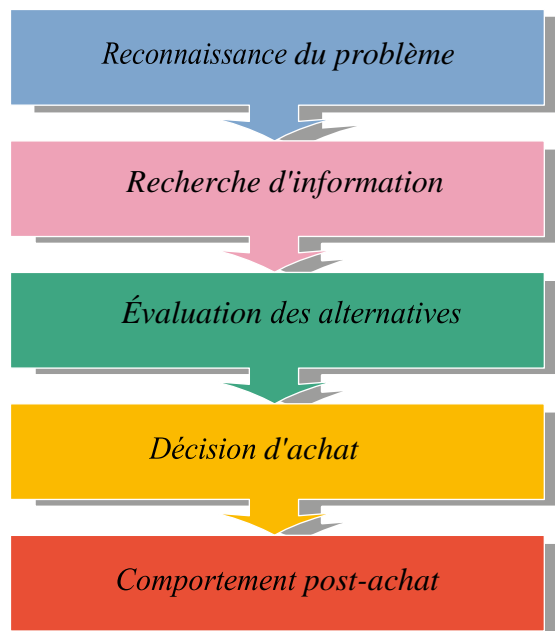 Reconnaissance du problème
Recherche d'information
Évaluation des alternatives
Décision d'achat
Comportement post-achat